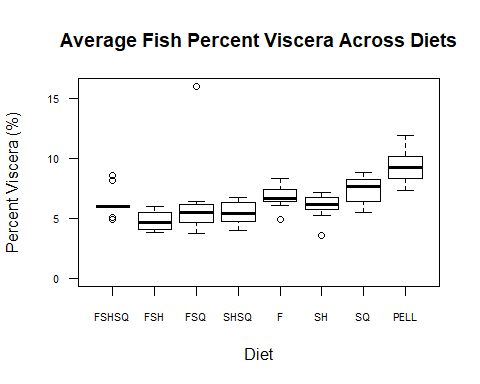 Average Fish Percent Viscera Across Diets
Percent Viscera (%)
15
10
5
0
FSHSQ FSH FSQ SHSQ F SH SQ PELL
Diet